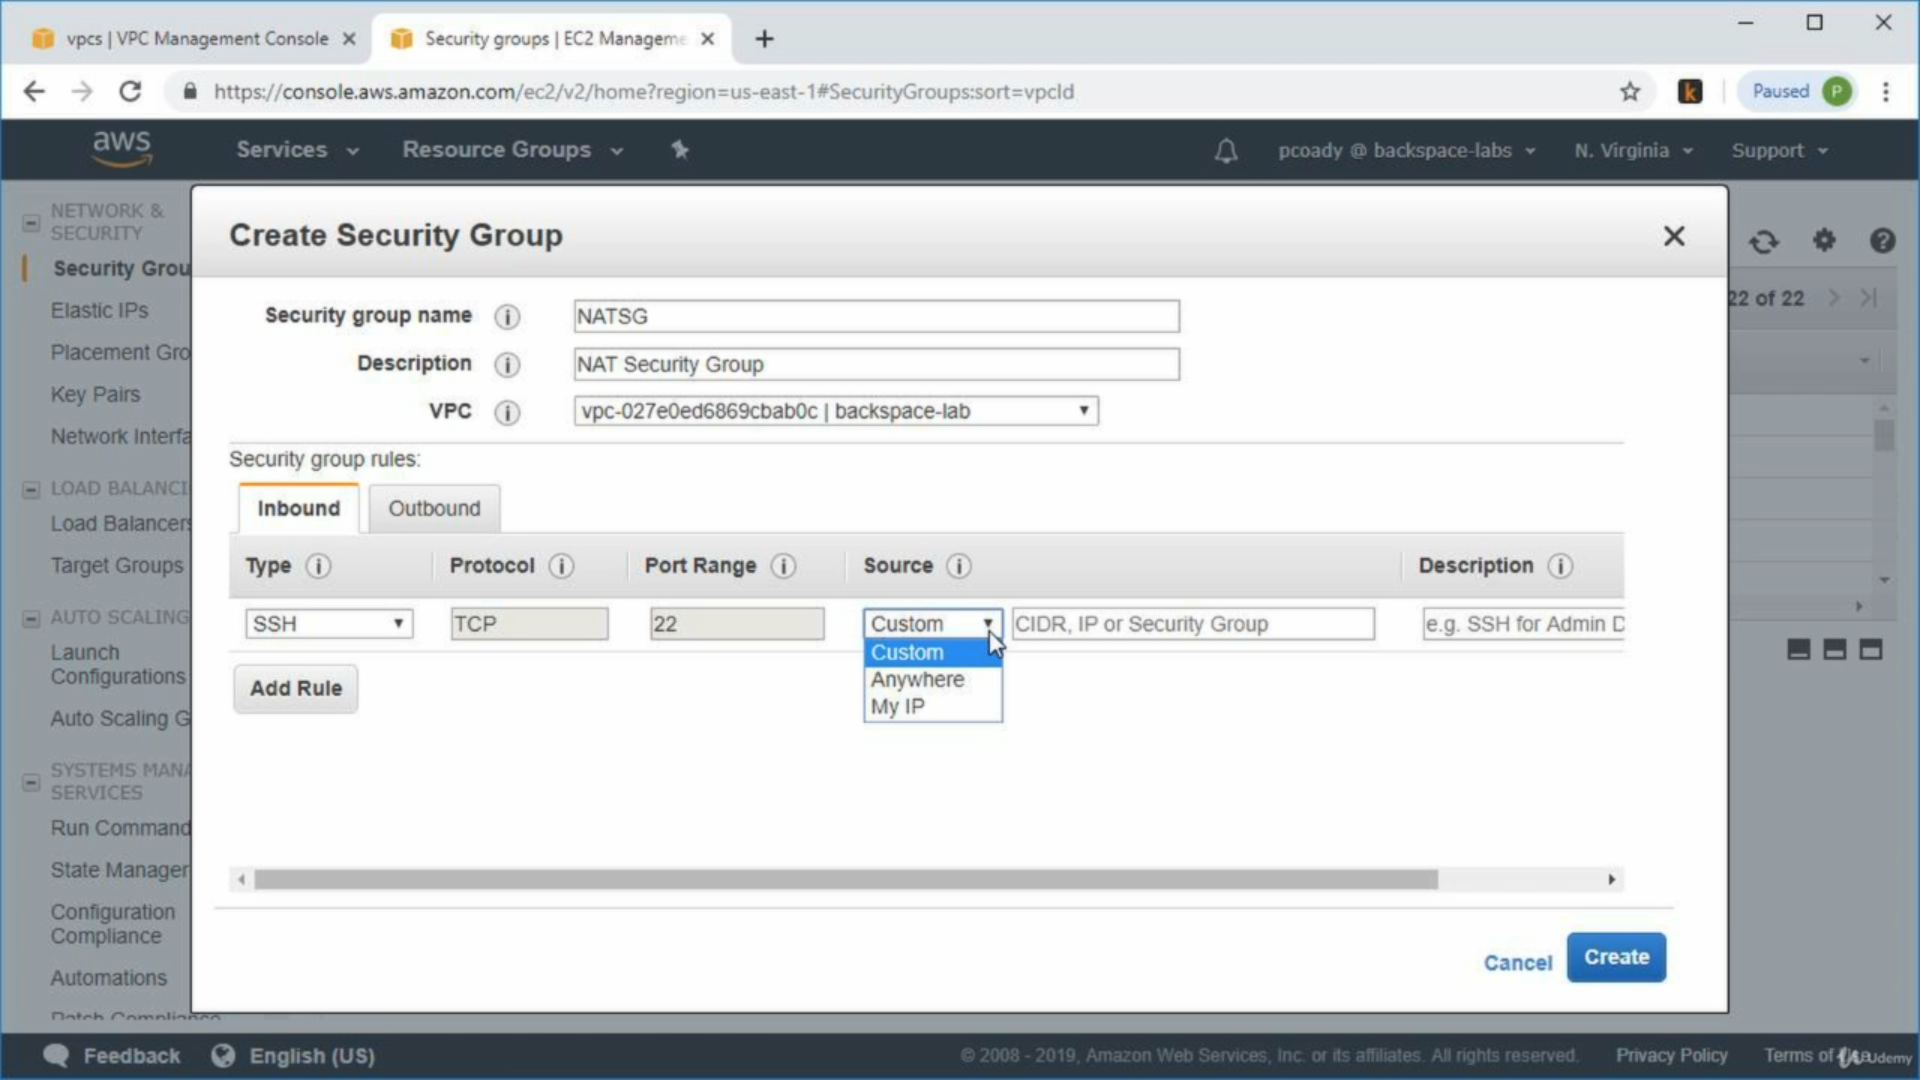 vpcs | VPC Management Console
Security groups | EC2 Manageme
https://console.aws.amazon.com/ec2/v2/home?region=us-east-1#SecurityGroups:sort=vpcId
k
Paused P
aws
Services
Resource Groups
pcoady @ backspace-labs
N. Virginia
Support
NETWORK &
SECURITY
Security Grou
Elastic IPs
Placement Gro
Key Pairs
Network Interfa
LOAD BALANCI
Load Balancers
Target Groups
AUTO SCALING
Launch
Configurations
Auto Scaling G
SYSTEMS MANA
SERVICES
Run Command
State Manager
Configuration
Compliance
Automations
Patch Compliance
22 of 22
Create Security Group
Security group name
NATSG
Description
NAT Security Group
VPC
vpc-027e0ed6869cbab0c | backspace-lab
Security group rules:
Inbound
Outbound
Type Protocol Port Range Source Description
SSH TCP 22 Custom CIDR, IP or Security Group e.g. SSH for Admin D
Custom
Anywhere
My IP
Add Rule
Cancel
Create
Feedback
English (US)
© 2008 - 2019, Amazon Web Services, Inc. or its affiliates. All rights reserved.
Privacy Policy
Terms of Use
Udemy